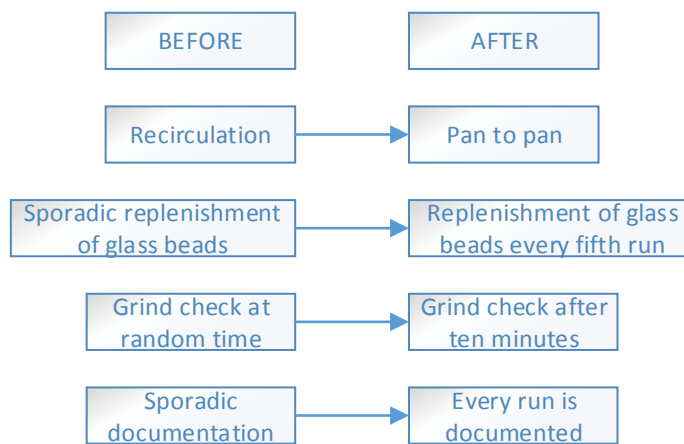 BEFORE
AFTER
Recirculation
Pan to pan
Sporadic replenishment
of glass beads
Replenishment of glass
beads every fifth run
Grind check at
random time
Grind check after
ten minutes
Sporadic
documentation
Every run is
documented